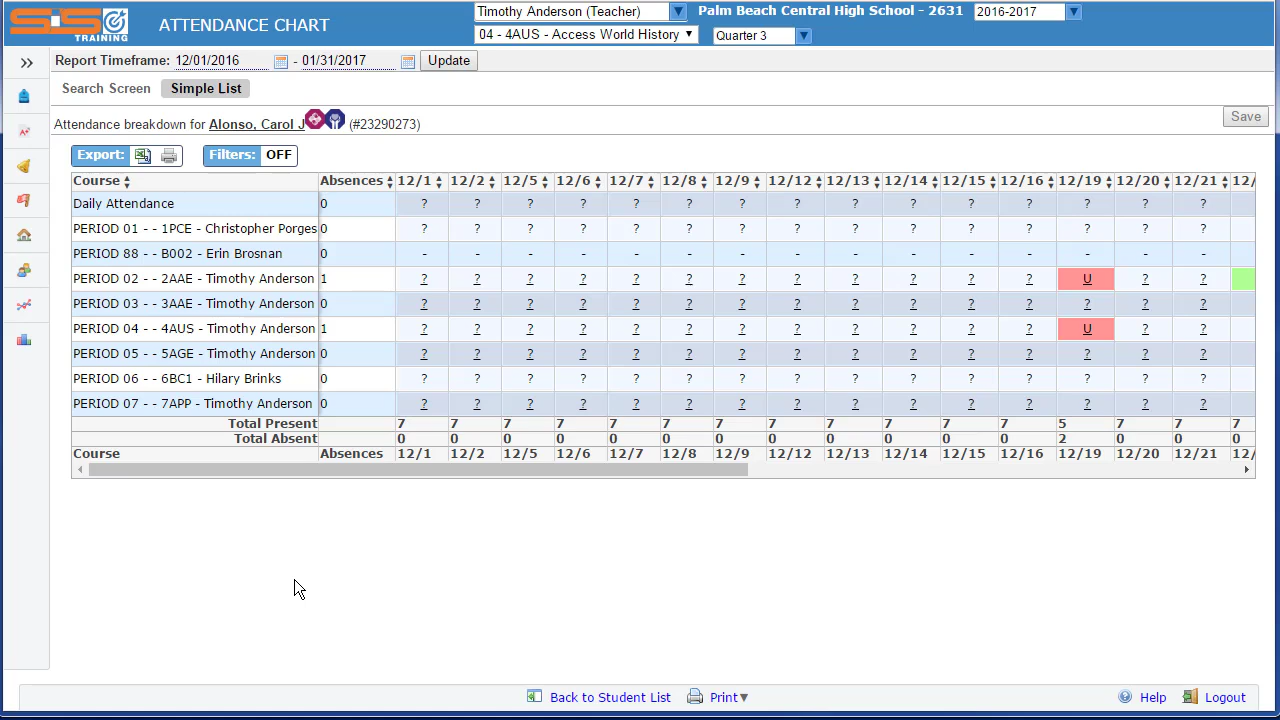 SIS TRAINING
ATTENDANCE CHART
Timothy Anderson (Teacher)
Palm Beach Central High School - 2631
2016-2017
04 - 4AUS - Access World History
Quarter 3
Report Timeframe: 12/01/2016 - 01/31/2017 Update
Search Screen Simple List
Attendance breakdown for Alonso, Carol J (#23290273)
Save
Export: Filters: OFF
Course Absences 12/1 12/2 12/5 12/6 12/7 12/8 12/9 12/12 12/13 12/14 12/15 12/16 12/19 12/20 12/21 12/
Daily Attendance 0 ? ? ? ? ? ? ? ? ? ? ? ? ? ? ?
PERIOD 01 - - 1PCE - Christopher Porges 0 ? ? ? ? ? ? ? ? ? ? ? ? ? ? ?
PERIOD 88 - - B002 - Erin Brosnan 0 - - - - - - - - - - - - - - -
PERIOD 02 - - 2AAE - Timothy Anderson 1 ? ? ? ? ? ? ? ? ? ? ? ? U ? ?
PERIOD 03 - - 3AAE - Timothy Anderson 0 ? ? ? ? ? ? ? ? ? ? ? ? ? ? ?
PERIOD 04 - - 4AUS - Timothy Anderson 1 ? ? ? ? ? ? ? ? ? ? ? ? U ? ?
PERIOD 05 - - 5AGE - Timothy Anderson 0 ? ? ? ? ? ? ? ? ? ? ? ? ? ? ?
PERIOD 06 - - 6BC1 - Hilary Brinks 0 ? ? ? ? ? ? ? ? ? ? ? ? ? ? ?
PERIOD 07 - - 7APP - Timothy Anderson 0 ? ? ? ? ? ? ? ? ? ? ? ? ? ? ?
Total Present 7 7 7 7 7 7 7 7 7 7 7 7 5 7 7 7
Total Absent 0 0 0 0 0 0 0 0 0 0 0 0 2 0 0 0
Course Absences 12/1 12/2 12/5 12/6 12/7 12/8 12/9 12/12 12/13 12/14 12/15 12/16 12/19 12/20 12/21 12/
Back to Student List Print Help Logout